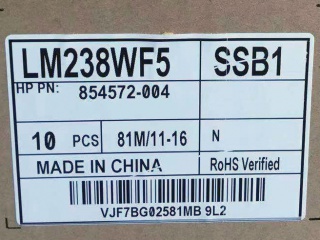 LM238WF5 SSB1
HP PN: 854572-004
10 PCS 81M/11-16 N
MADE IN CHINA RoHS Verified
VJF7BG02581MB 9L2